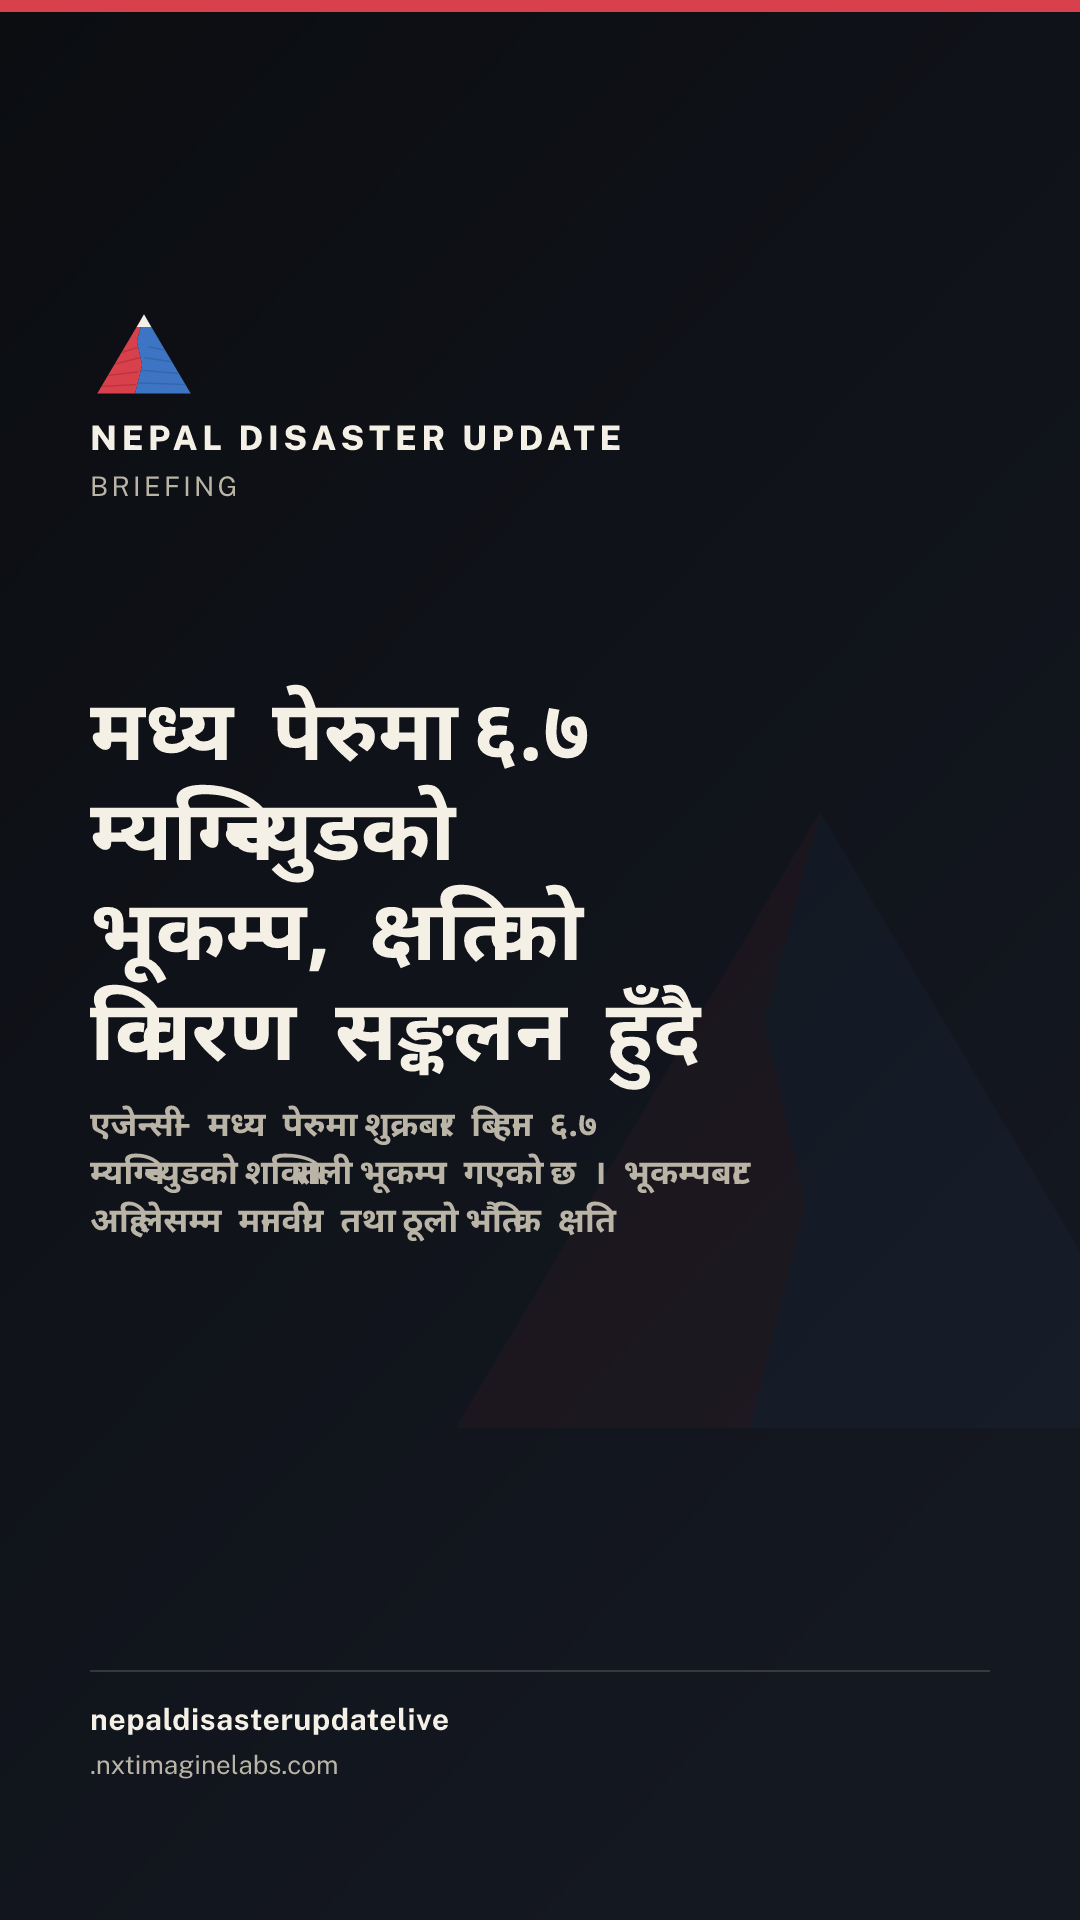 NEPAL DISASTER UPDATE
BRIEFING
मध्य पेरुमा ६.७
म्याग्निच्युडको
भूकम्प, क्षतिको
विवरण सङ्कलन हुँदै
एजेन्सी– मध्य पेरुमा शुक्रबार बिहान ६.७
म्याग्निच्युडको शक्तिशाली भूकम्प गएको छ । भूकम्पबाट
अहिलेसम्म मानवीय तथा ठूलो भौतिक क्षति
nepaldisasterupdatelive
.nxtimaginelabs.com